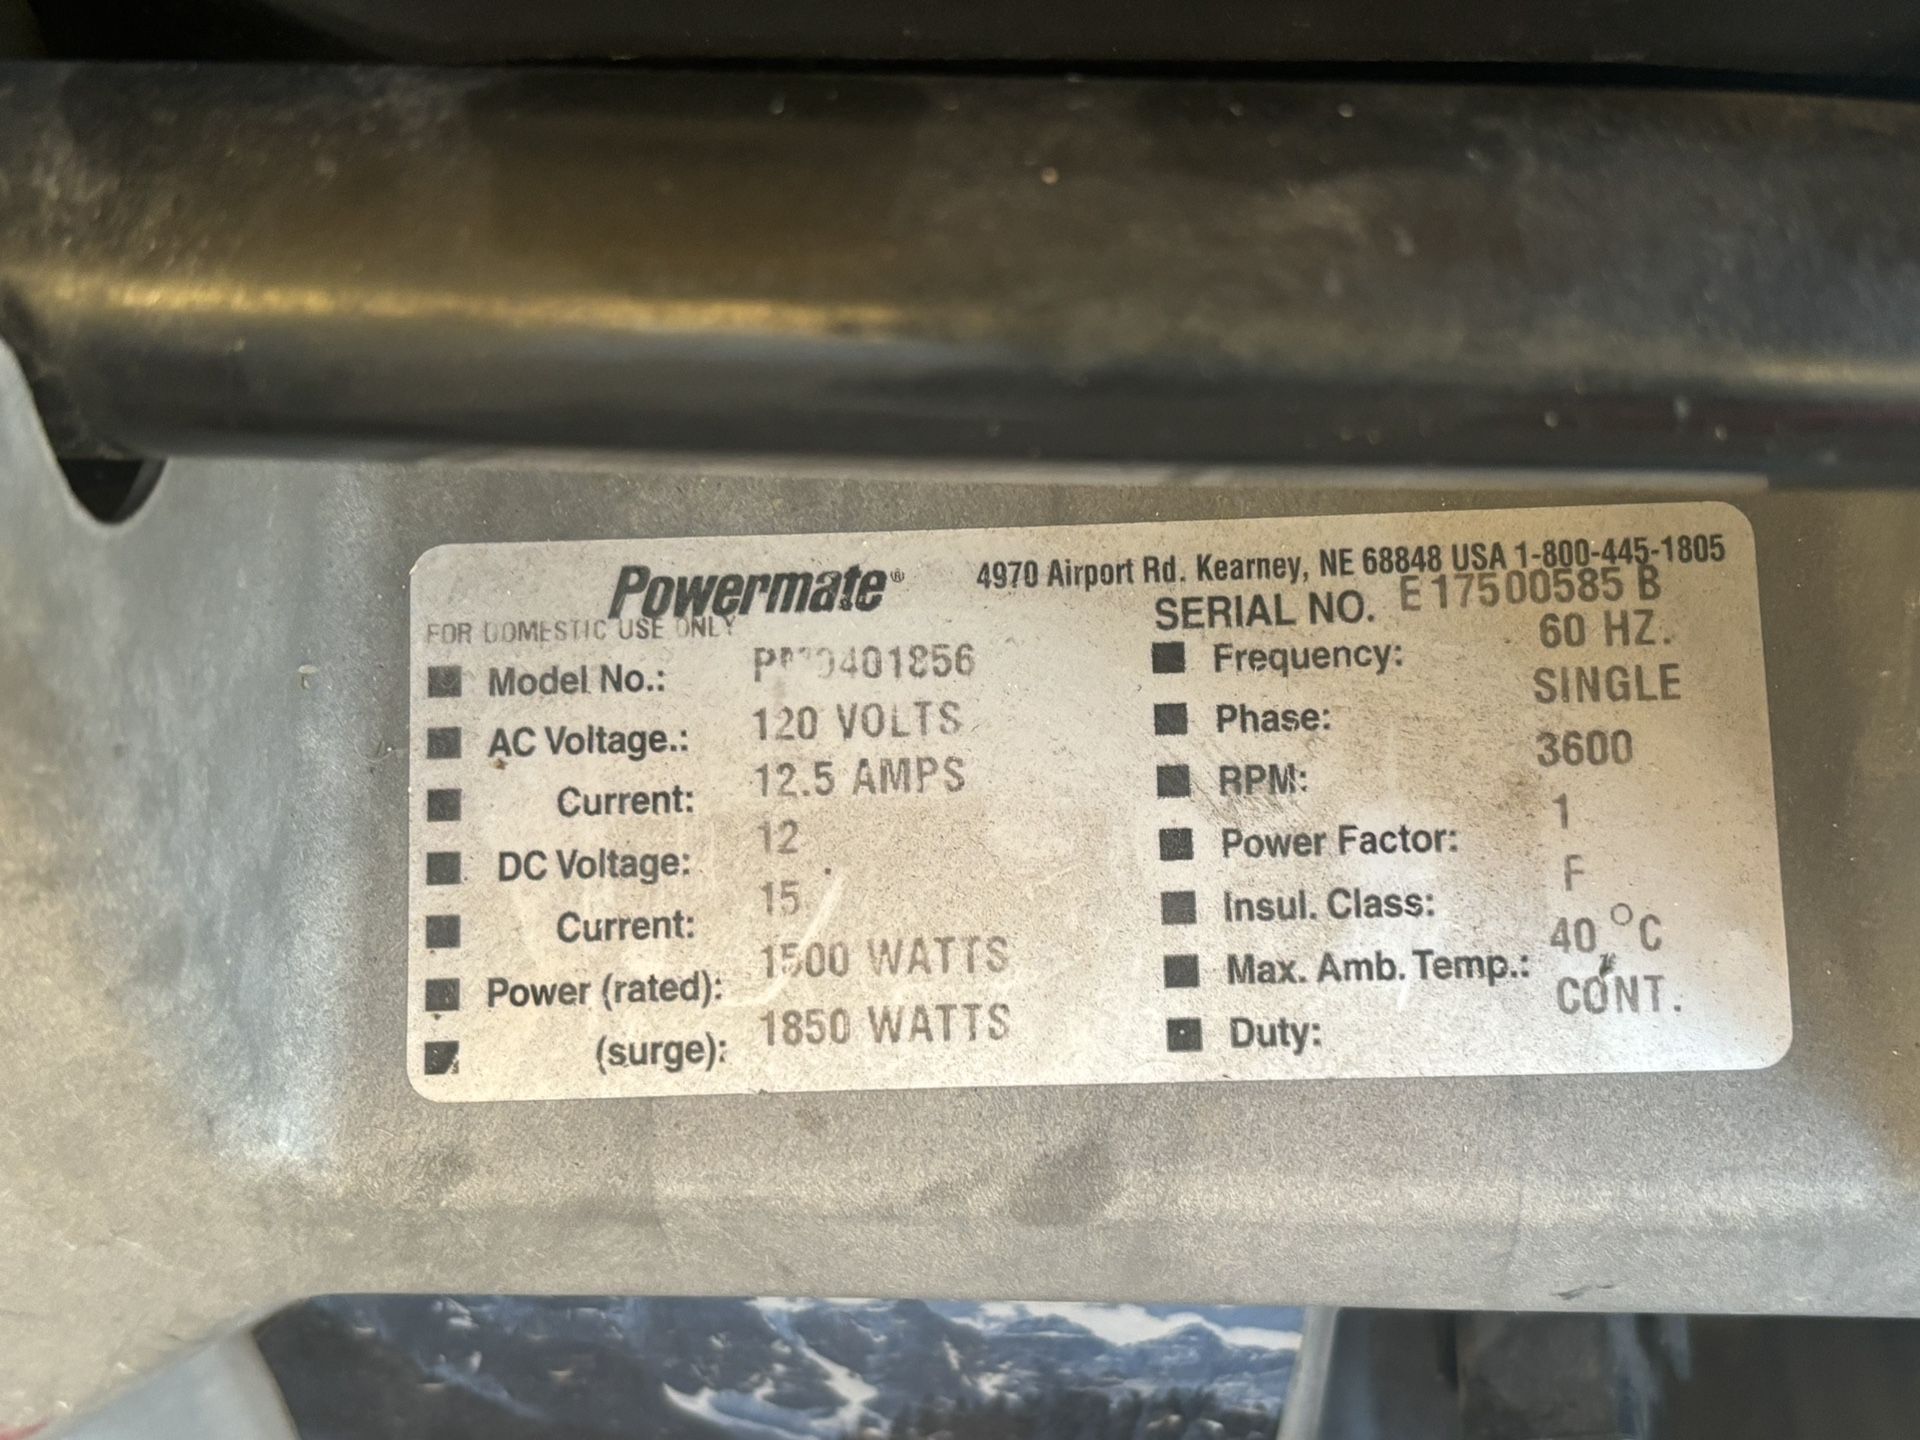 Powermate® 4970 Airport Rd. Kearney, NE 68848 USA 1-800-445-1805
FOR DOMESTIC USE ONLY
SERIAL NO. E17500585 B
Model No.:
AC Voltage.: 120 VOLTS
Current: 12.5 AMPS
DC Voltage: 12
Current: 15
Power (rated): 1500 WATTS
(surge): 1850 WATTS
Frequency: 60 HZ.
Phase: SINGLE
RPM: 3600
Power Factor: 1
Insul. Class: F
Max. Amb. Temp.: 40 °C
Duty: CONT.